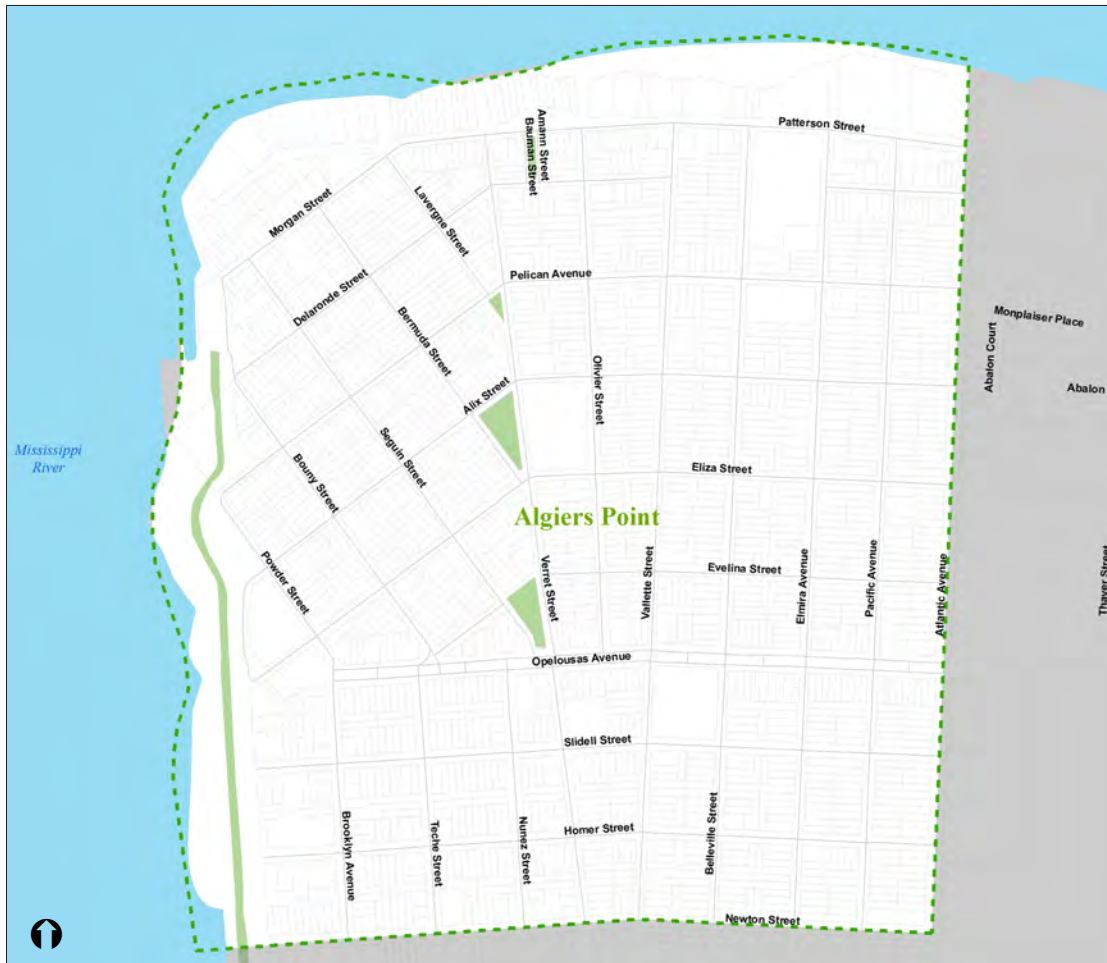 Amann Street
Bauman Street
Patterson Street
Morgan Street
Lavergne Street
Pelican Avenue
Delaronde Street
Bermuda Street
Monplaiser Place
Abalon Court
Abalon
Olivier Street
Alix Street
Seguin Street
Bouny Street
Mississippi
River
Eliza Street
Algiers Point
Powder Street
Verret Street
Vallette Street
Evelina Street
Elmira Avenue
Pacific Avenue
Atlantic Avenue
Thayer Street
Opelousas Avenue
Slidell Street
Brooklyn Avenue
Teche Street
Nunez Street
Homer Street
Belleville Street
Newton Street